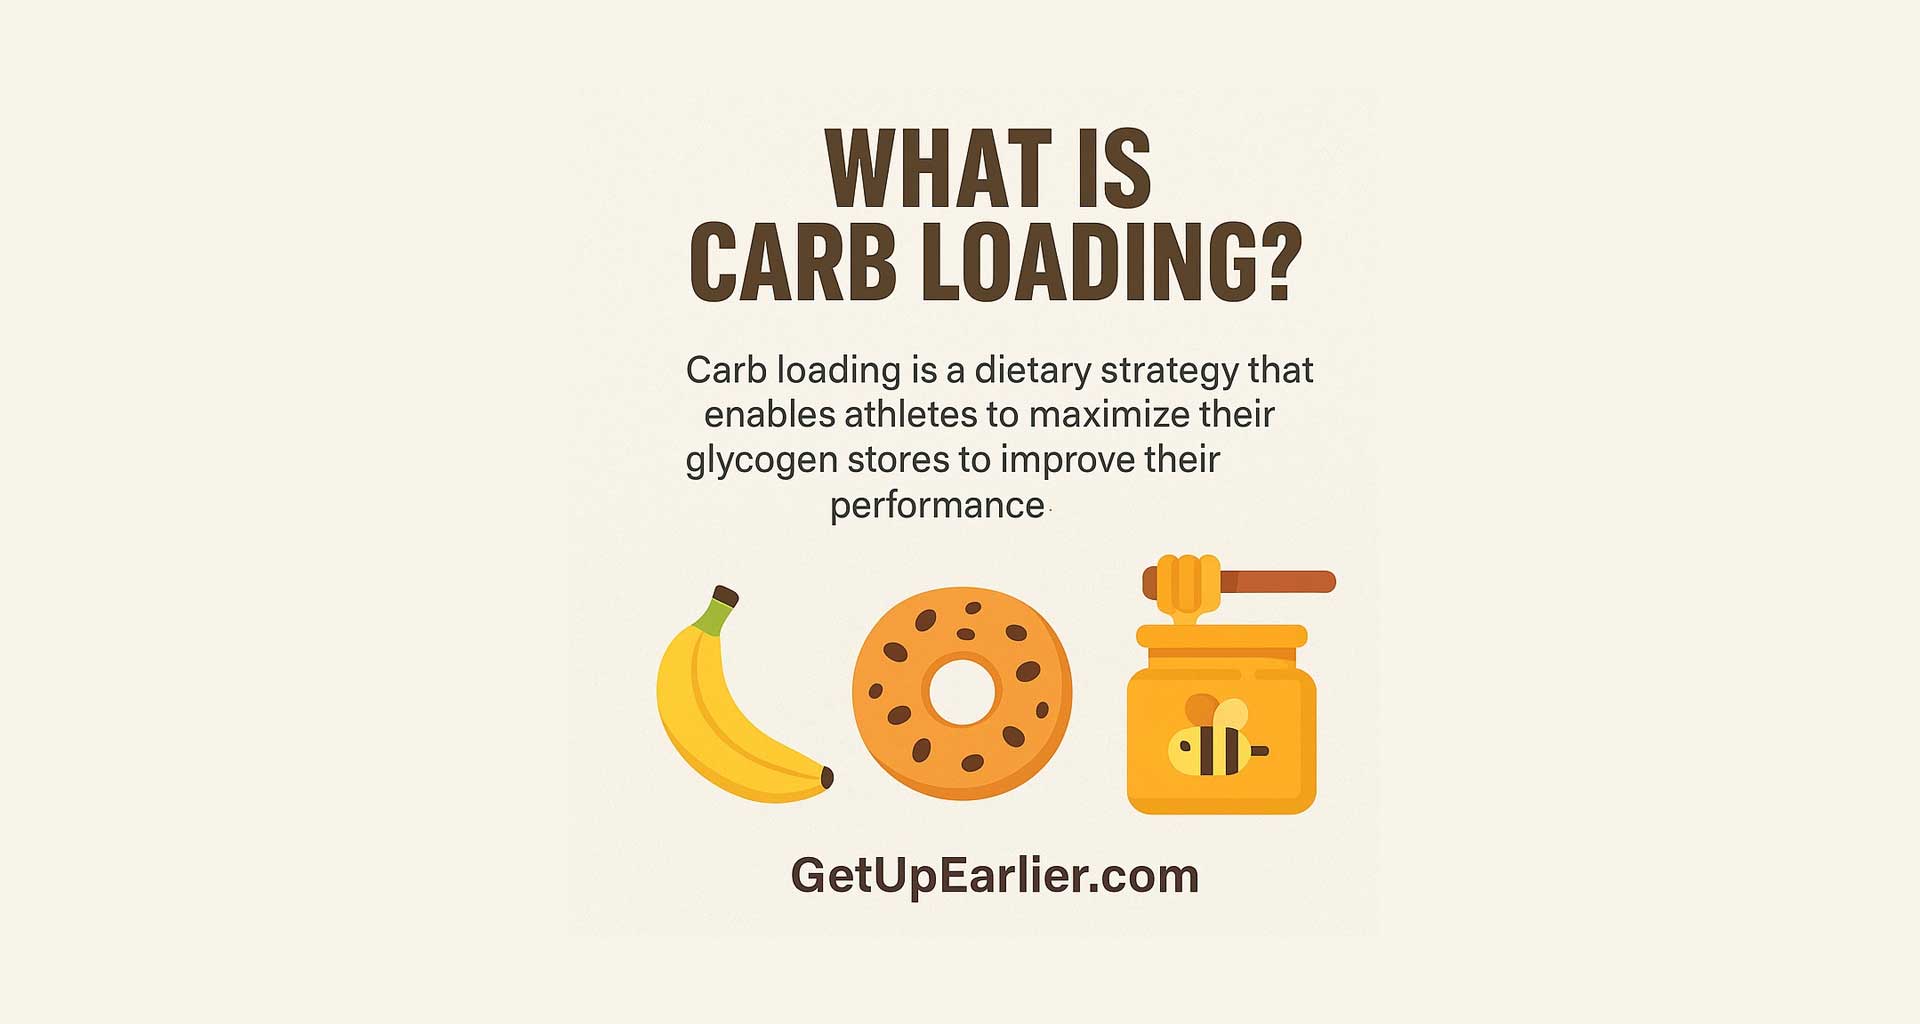 WHAT IS
CARB LOADING?
Carb loading is a dietary strategy that
enables athletes to maximize their
glycogen stores to improve their
performance.
GetUpEarlier.com